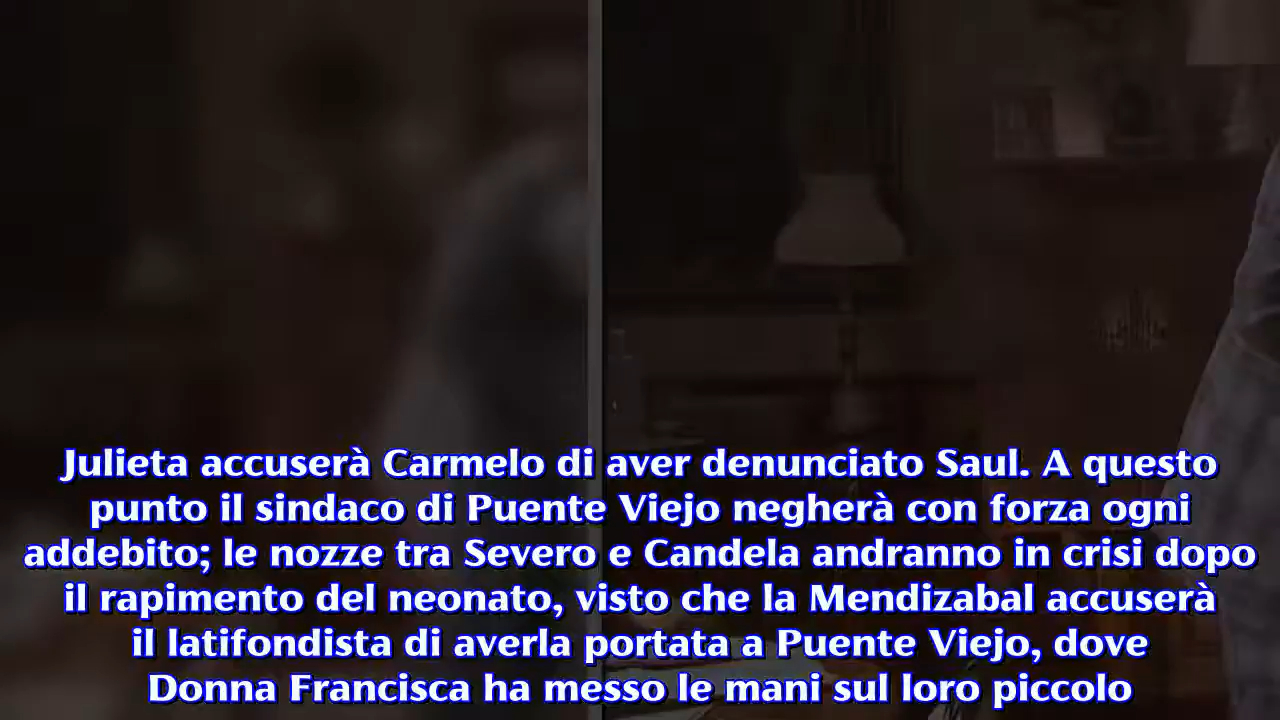 Julieta accuserà Carmelo di aver denunciato Saul. A questo
punto il sindaco di Puente Viejo negherà con forza ogni
addebito; le nozze tra Severo e Candela andranno in crisi dopo
il rapimento del neonato, visto che la Mendizabal accuserà
il latifondista di averla portata a Puente Viejo, dove
Donna Francisca ha messo le mani sul loro piccolo